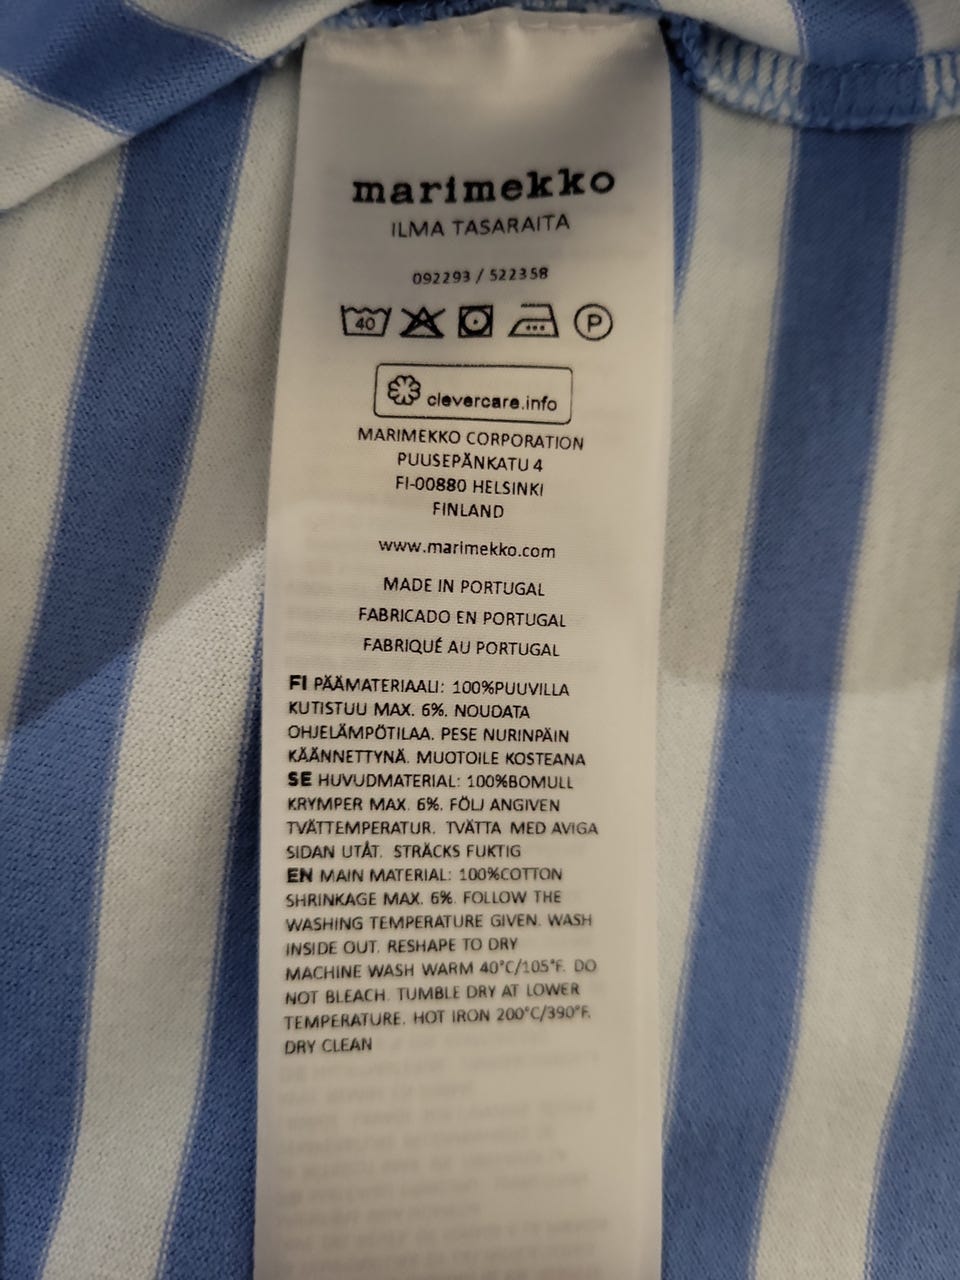 marimekko
ILMA TASARAITA
092293 / 522358
40 P
clevercare.info
MARIMEKKO CORPORATION
PUUSEPÄNKATU 4
FI-00880 HELSINKI
FINLAND
www.marimekko.com
MADE IN PORTUGAL
FABRICADO EN PORTUGAL
FABRIQUÉ AU PORTUGAL
FI PÄÄMATERIAALI: 100%PUUVILLA
KUTISTUU MAX. 6%. NOUDATA
OHJELÄMPÖTILAA. PESE NURINPÄIN
KÄÄNNETTYNÄ. MUOTOILE KOSTEANA
SE HUVUDMATERIAL: 100%BOMULL
KRYMPER MAX. 6%. FÖLJ ANGIVEN
TVÄTTEMPERATUR. TVÄTTA MED AVIGA
SIDAN UTÅT. STRÄCKS FUKTIG
EN MAIN MATERIAL: 100%COTTON
SHRINKAGE MAX. 6%. FOLLOW THE
WASHING TEMPERATURE GIVEN. WASH
INSIDE OUT. RESHAPE TO DRY
MACHINE WASH WARM 40°C/105°F. DO
NOT BLEACH. TUMBLE DRY AT LOWER
TEMPERATURE. HOT IRON 200°C/390°F.
DRY CLEAN